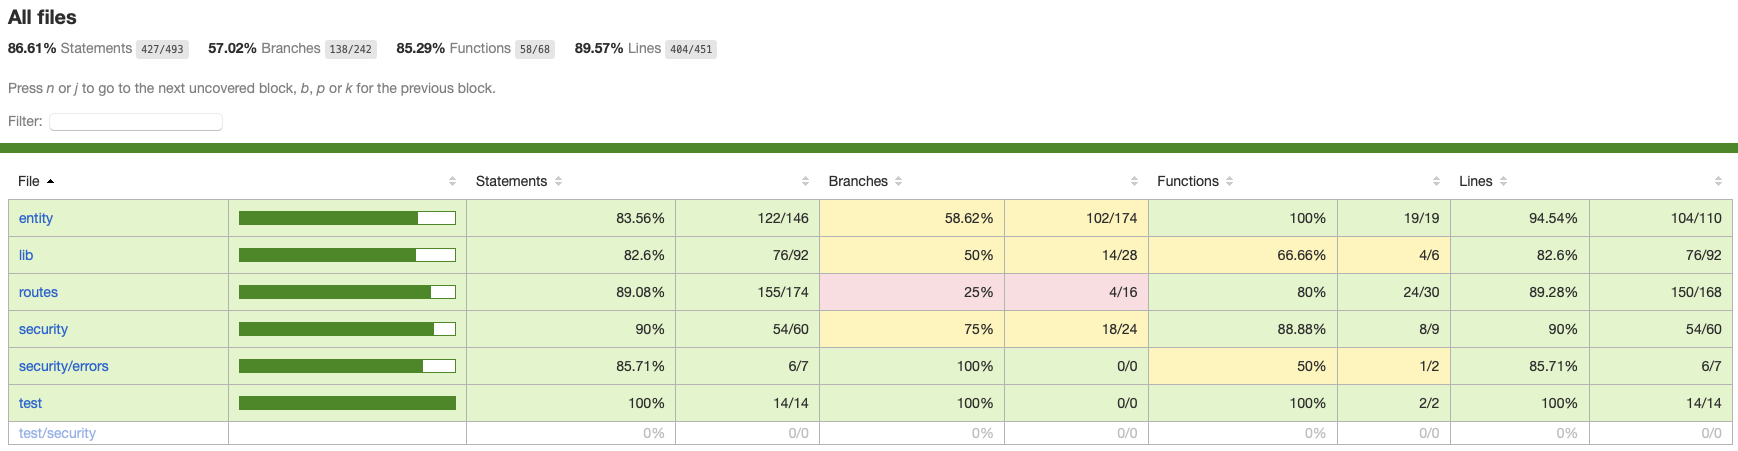 All files
86.61% Statements 427/493 57.02% Branches 138/242 85.29% Functions 58/68 89.57% Lines 404/451
Press n or j to go to the next uncovered block, b, p or k for the previous block.
Filter:
File Statements Branches Functions Lines
entity 83.56% 122/146 58.62% 102/174 100% 19/19 94.54% 104/110
lib 82.6% 76/92 50% 14/28 66.66% 4/6 82.6% 76/92
routes 89.08% 155/174 25% 4/16 80% 24/30 89.28% 150/168
security 90% 54/60 75% 18/24 88.88% 8/9 90% 54/60
security/errors 85.71% 6/7 100% 0/0 50% 1/2 85.71% 6/7
test 100% 14/14 100% 0/0 100% 2/2 100% 14/14
test/security 0% 0/0 0% 0/0 0% 0/0 0% 0/0